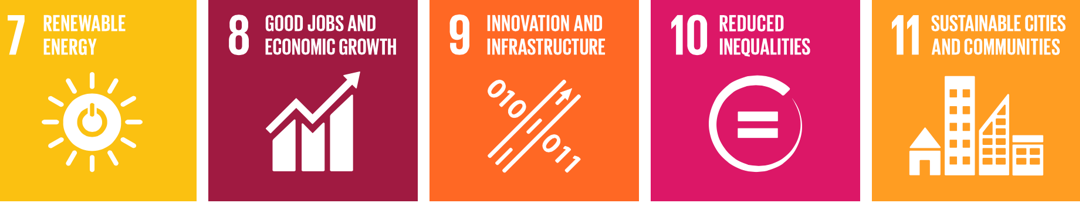 7 RENEWABLE
ENERGY
8 GOOD JOBS AND
ECONOMIC GROWTH
9 INNOVATION AND
INFRASTRUCTURE
010
011
10 REDUCED
INEQUALITIES
=
11 SUSTAINABLE CITIES
AND COMMUNITIES